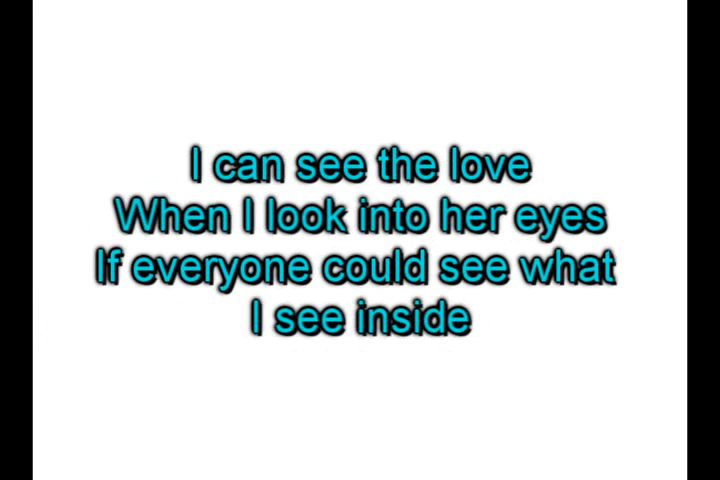 I can see the love
When I look into her eyes
If everyone could see what
I see inside